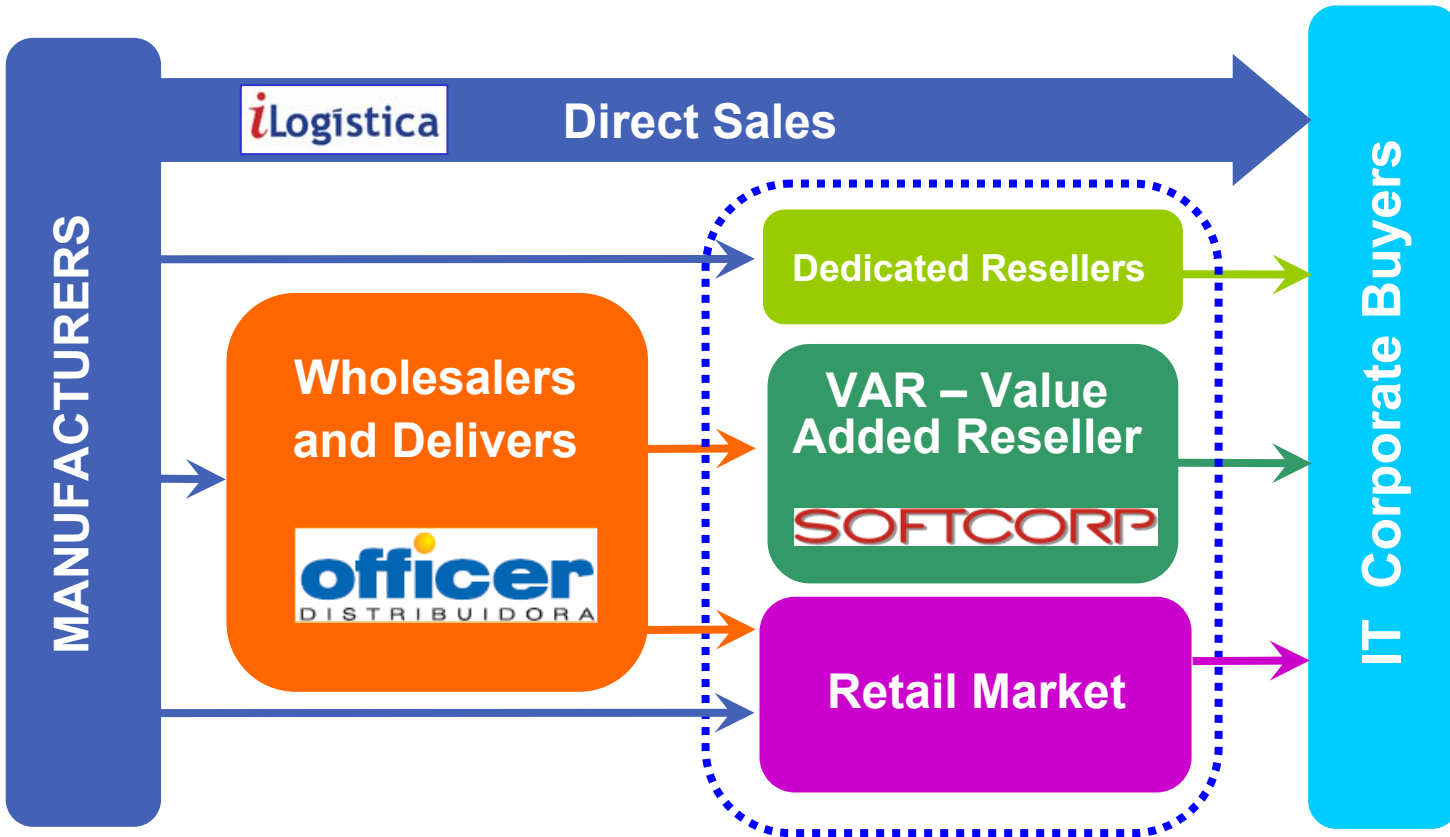 MANUFACTURERS
iLogística
Direct Sales
Dedicated Resellers
Wholesalers
and Delivers
officer
DISTRIBUIDORA
VAR – Value
Added Reseller
SOFTCORP
Retail Market
IT Corporate Buyers